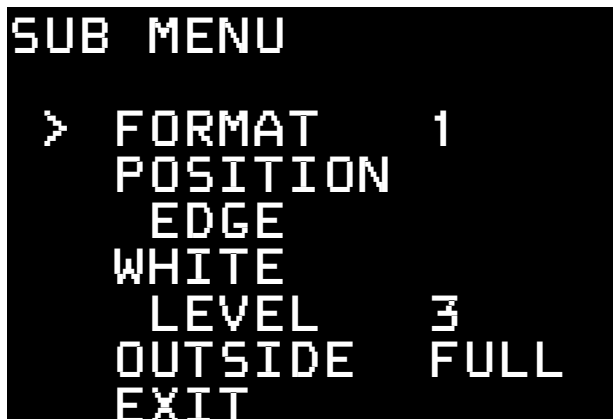 SUB MENU
> FORMAT 1
POSITION
EDGE
WHITE
LEVEL 3
OUTSIDE FULL
EXIT